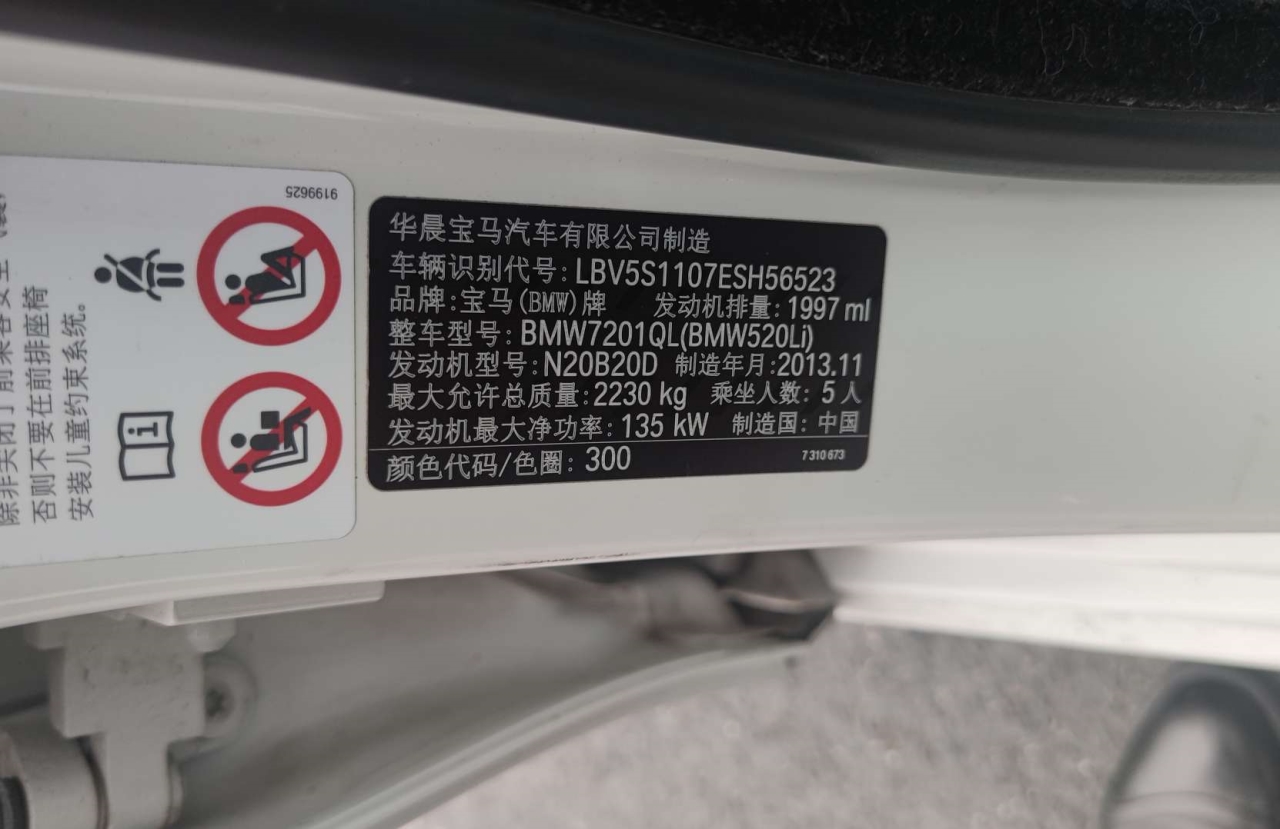 9199625
否则不要在前排座椅
安装儿童约束系统。
华晨宝马汽车有限公司制造
车辆识别代号: LBV5S1107ESH56523
品牌: 宝马(BMW)牌 发动机排量: 1997 ml
整车型号: BMW7201QL(BMW520Li)
发动机型号: N20B20D 制造年月: 2013.11
最大允许总质量: 2230 kg 乘坐人数: 5人
发动机最大净功率: 135 kW 制造国: 中国
颜色代码/色圈: 300 7 310 673